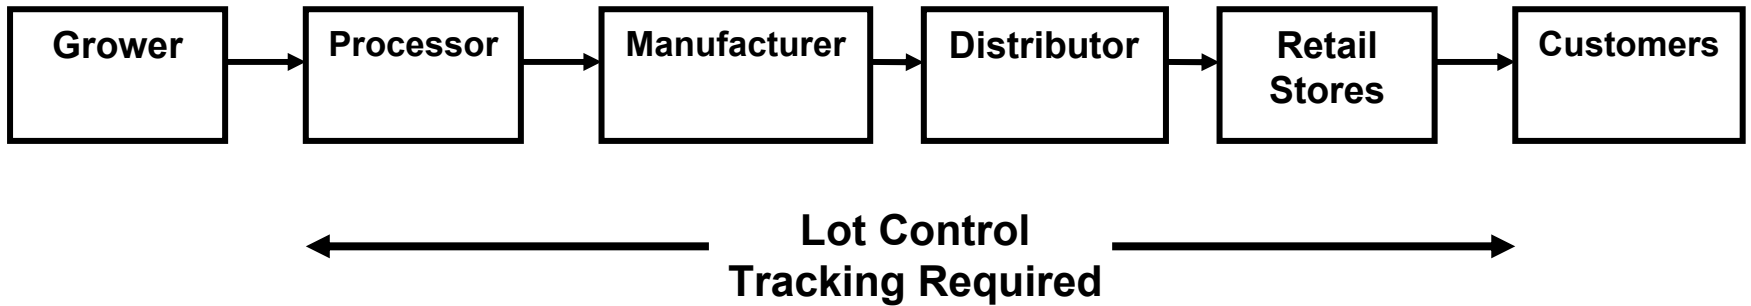 Grower
Processor
Manufacturer
Distributor
Retail
Stores
Customers
Lot Control
Tracking Required